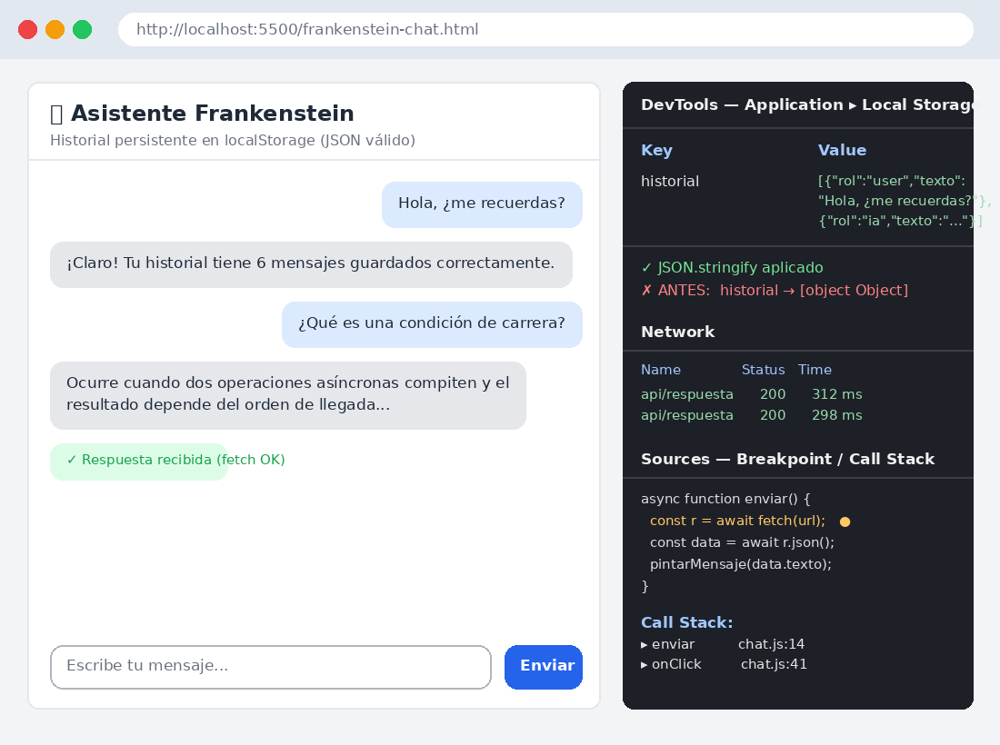 http://localhost:5500/frankenstein-chat.html
Asistente Frankenstein
Historial persistente en localStorage (JSON válido)
Hola, ¿me recuerdas?
¡Claro! Tu historial tiene 6 mensajes guardados correctamente.
¿Qué es una condición de carrera?
Ocurre cuando dos operaciones asíncronas compiten y el
resultado depende del orden de llegada...
✓ Respuesta recibida (fetch OK)
Escribe tu mensaje...
Enviar
DevTools — Application ▸ Local Storage
Key Value
historial [{"rol":"user","texto":
"Hola, ¿me recuerdas?"},
{"rol":"ia","texto":"..."}]
✓ JSON.stringify aplicado
✗ ANTES: historial → [object Object]
Network
Name Status Time
api/respuesta 200 312 ms
api/respuesta 200 298 ms
Sources — Breakpoint / Call Stack
async function enviar() {
const r = await fetch(url); ●
const data = await r.json();
pintarMensaje(data.texto);
}
Call Stack:
▸ enviar chat.js:14
▸ onClick chat.js:41